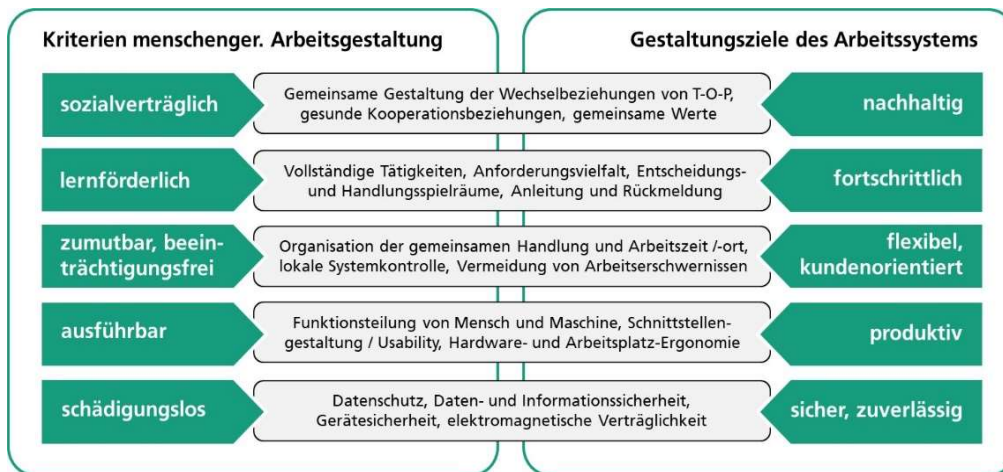 Kriterien menschenger. Arbeitsgestaltung
Gestaltungsziele des Arbeitssystems
sozialverträglich
Gemeinsame Gestaltung der Wechselbeziehungen von T-O-P,
gesunde Kooperationsbeziehungen, gemeinsame Werte
nachhaltig
lernförderlich
Vollständige Tätigkeiten, Anforderungsvielfalt, Entscheidungs-
und Handlungsspielräume, Anleitung und Rückmeldung
fortschrittlich
zumutbar, beein-
trächtigungsfrei
Organisation der gemeinsamen Handlung und Arbeitszeit /-ort,
lokale Systemkontrolle, Vermeidung von Arbeitserschwernissen
flexibel,
kundenorientiert
ausführbar
Funktionsteilung von Mensch und Maschine, Schnittstellen-
gestaltung / Usability, Hardware- und Arbeitsplatz-Ergonomie
produktiv
schädigungslos
Datenschutz, Daten- und Informationssicherheit,
Gerätesicherheit, elektromagnetische Verträglichkeit
sicher, zuverlässig